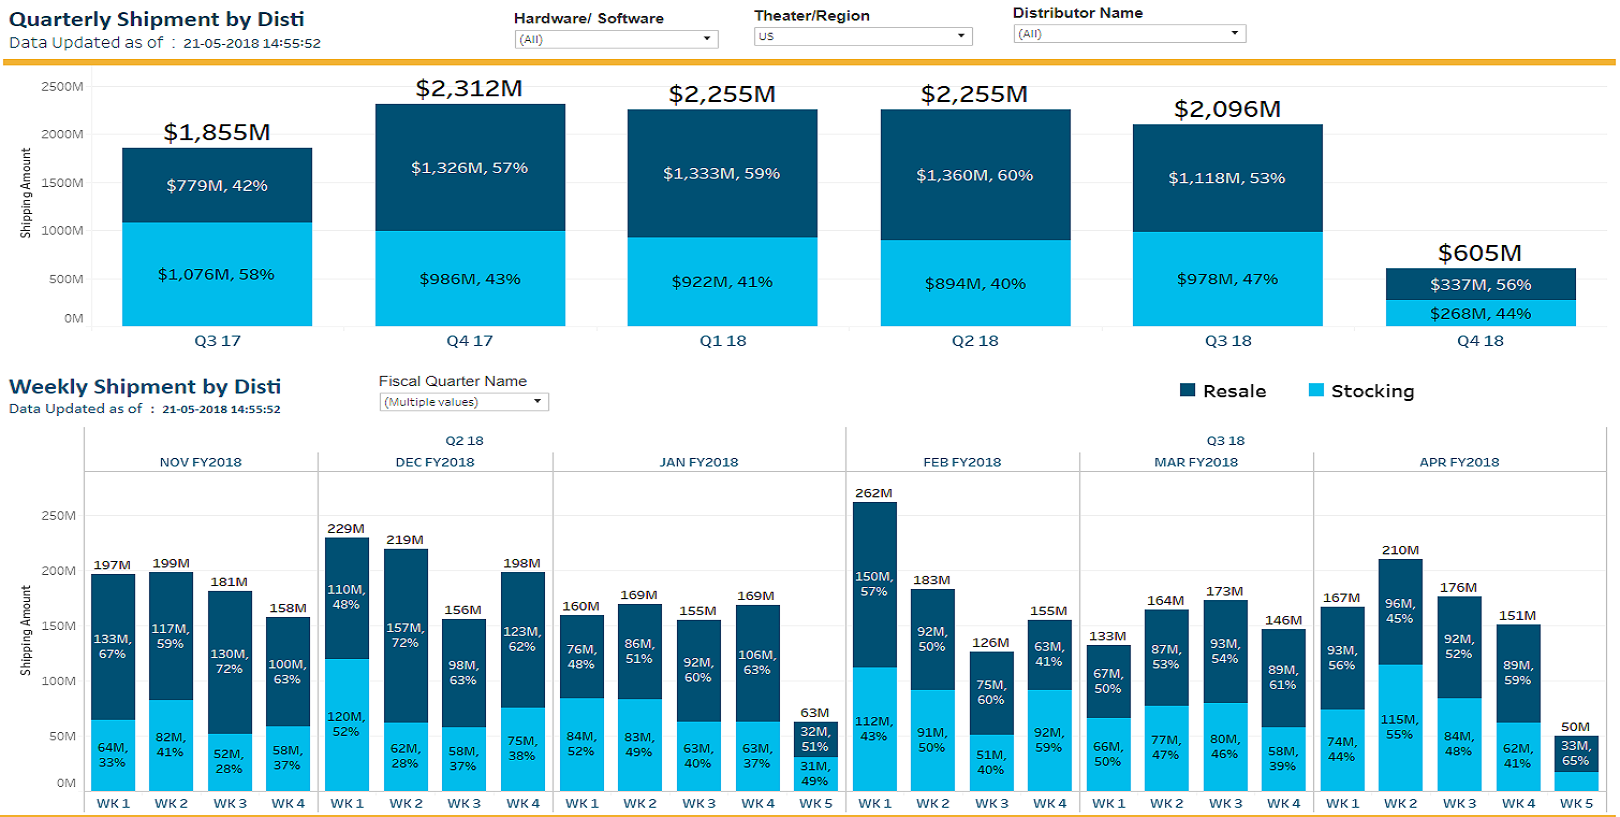 Quarterly Shipment by Disti
Data Updated as of : 21-05-2018 14:55:52
Hardware/ Software
(All)
Theater/Region
US
Distributor Name
(All)
Shipping Amount
2500M
2000M
1500M
1000M
500M
0M
$1,855M
$2,312M
$2,255M
$2,255M
$2,096M
$605M
$779M, 42%
$1,326M, 57%
$1,333M, 59%
$1,360M, 60%
$1,118M, 53%
$337M, 56%
$1,076M, 58%
$986M, 43%
$922M, 41%
$894M, 40%
$978M, 47%
$268M, 44%
Q3 17
Q4 17
Q1 18
Q2 18
Q3 18
Q4 18
Weekly Shipment by Disti
Data Updated as of : 21-05-2018 14:55:52
Fiscal Quarter Name
(Multiple values)
Resale
Stocking
Q2 18
Q3 18
NOV FY2018
DEC FY2018
JAN FY2018
FEB FY2018
MAR FY2018
APR FY2018
Shipping Amount
250M
200M
150M
100M
50M
0M
197M
133M,
67%
64M,
33%
WK 1
199M
117M,
59%
82M,
41%
WK 2
181M
130M,
72%
52M,
28%
WK 3
158M
100M,
63%
58M,
37%
WK 4
229M
110M,
48%
120M,
52%
WK 1
219M
157M,
72%
62M,
28%
WK 2
156M
98M,
63%
58M,
37%
WK 3
198M
123M,
62%
75M,
38%
WK 4
160M
76M,
48%
84M,
52%
WK 1
169M
86M,
51%
83M,
49%
WK 2
155M
92M,
60%
63M,
40%
WK 3
169M
106M,
63%
63M,
37%
WK 4
63M
32M,
51%
31M,
49%
WK 5
262M
150M,
57%
112M,
43%
WK 1
183M
92M,
50%
91M,
50%
WK 2
126M
75M,
60%
51M,
40%
WK 3
155M
63M,
41%
92M,
59%
WK 4
133M
67M,
50%
66M,
50%
WK 1
164M
87M,
53%
77M,
47%
WK 2
173M
93M,
54%
80M,
46%
WK 3
146M
89M,
61%
58M,
39%
WK 4
167M
93M,
56%
74M,
44%
WK 1
210M
96M,
45%
115M,
55%
WK 2
176M
92M,
52%
84M,
48%
WK 3
151M
89M,
59%
62M,
41%
WK 4
50M
33M,
65%
WK 5